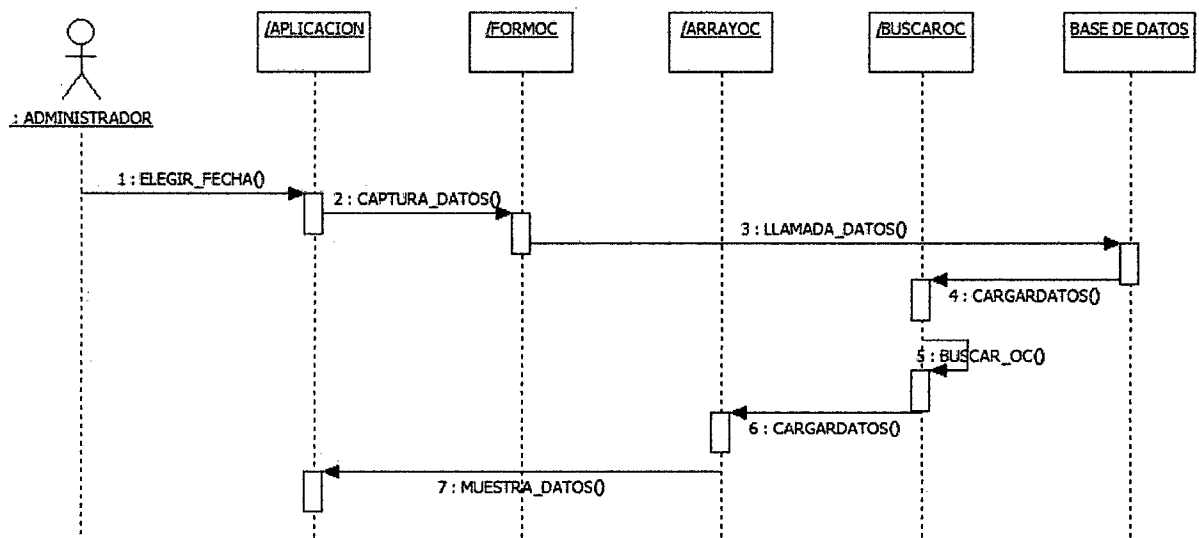 /APLICACION
/FORMOC
/ARRAYOC
/BUSCAROC
BASE DE DATOS
: ADMINISTRADOR
1 : ELEGIR_FECHA()
2 : CAPTURA_DATOS()
3 : LLAMADA_DATOS()
4 : CARGARDATOS()
5 : BUSCAR_OC()
6 : CARGARDATOS()
7 : MUESTRA_DATOS()